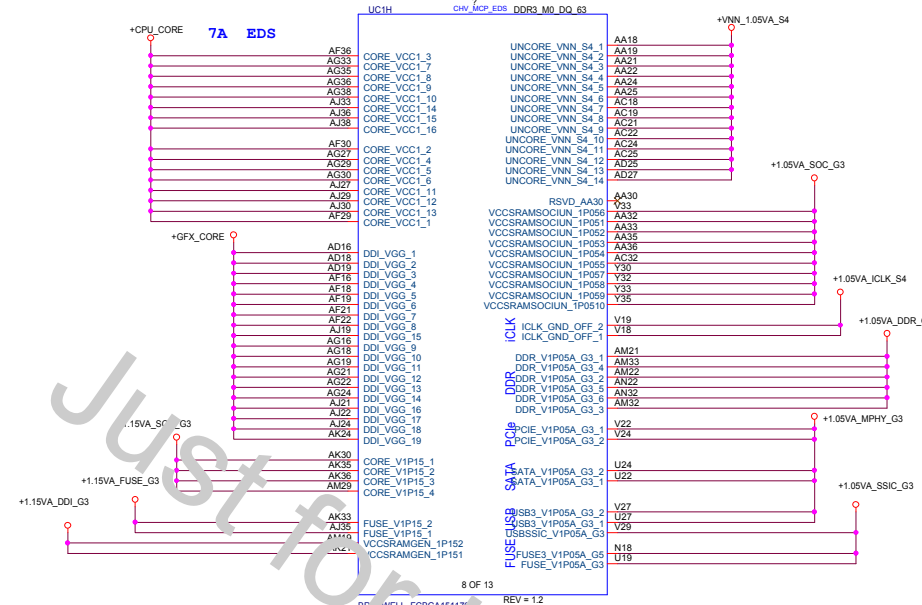 UC1H
CHV_MCP_EDS
DDR3_M0_DQ_63
+CPU_CORE
7A EDS
+VNN_1.05VA_S4
AF36 CORE_VCC1_3
AG33 CORE_VCC1_7
AG35 CORE_VCC1_8
AG36 CORE_VCC1_9
AG38 CORE_VCC1_10
AJ33 CORE_VCC1_14
AJ36 CORE_VCC1_15
AJ38 CORE_VCC1_16
AF30 CORE_VCC1_2
AG27 CORE_VCC1_4
AG29 CORE_VCC1_5
AG30 CORE_VCC1_6
AJ27 CORE_VCC1_11
AJ29 CORE_VCC1_12
AJ30 CORE_VCC1_13
AF29 CORE_VCC1_1
+GFX_CORE
AD16 DDI_VGG_1
AD18 DDI_VGG_2
AD19 DDI_VGG_3
AF16 DDI_VGG_4
AF18 DDI_VGG_5
AF19 DDI_VGG_6
AF21 DDI_VGG_7
AF22 DDI_VGG_8
AJ19 DDI_VGG_15
AG16 DDI_VGG_9
AG18 DDI_VGG_10
AG19 DDI_VGG_11
AG21 DDI_VGG_12
AG22 DDI_VGG_13
AG24 DDI_VGG_14
AJ21 DDI_VGG_16
AJ22 DDI_VGG_17
AJ24 DDI_VGG_18
AK24 DDI_VGG_19
AK30 CORE_V1P15_1
AK35 CORE_V1P15_2
AK36 CORE_V1P15_3
AM29 CORE_V1P15_4
+1.15VA_FUSE_G3
+1.15VA_DDI_G3
AK33 FUSE_V1P15_2
AJ35 FUSE_V1P15_1
VCCSRAMGEN_1P152
VCCSRAMGEN_1P151
UNCORE_VNN_S4_1 AA18
UNCORE_VNN_S4_2 AA19
UNCORE_VNN_S4_3 AA21
UNCORE_VNN_S4_4 AA22
UNCORE_VNN_S4_5 AA24
UNCORE_VNN_S4_6 AA25
UNCORE_VNN_S4_7 AC18
UNCORE_VNN_S4_8 AC19
UNCORE_VNN_S4_9 AC21
UNCORE_VNN_S4_10 AC22
UNCORE_VNN_S4_11 AC24
UNCORE_VNN_S4_12 AC25
UNCORE_VNN_S4_13 AD25
UNCORE_VNN_S4_14 AD27
+1.05VA_SOC_G3
RSVD_AA30 AA30
VCCSRAMSOCIUN_1P056 V33
VCCSRAMSOCIUN_1P051 AA32
VCCSRAMSOCIUN_1P052 AA33
VCCSRAMSOCIUN_1P053 AA35
VCCSRAMSOCIUN_1P054 AA36
VCCSRAMSOCIUN_1P055 AC32
VCCSRAMSOCIUN_1P057 Y30
VCCSRAMSOCIUN_1P058 Y32
VCCSRAMSOCIUN_1P059 Y33
VCCSRAMSOCIUN_1P0510 Y35
+1.05VA_ICLK_S4
iCLK
ICLK_GND_OFF_2 V19
ICLK_GND_OFF_1 V18
+1.05VA_DDR_
DDR
DDR_V1P05A_G3_1 AM21
DDR_V1P05A_G3_4 AM33
DDR_V1P05A_G3_2 AM22
DDR_V1P05A_G3_5 AN22
DDR_V1P05A_G3_6 AN32
DDR_V1P05A_G3_3 AM32
+1.05VA_MPHY_G3
PCIe
PCIE_V1P05A_G3_1 V22
PCIE_V1P05A_G3_2 V24
SATA
SATA_V1P05A_G3_2 U24
SATA_V1P05A_G3_1 U22
+1.05VA_SSIC_G3
USB
USB3_V1P05A_G3_2 V27
USB3_V1P05A_G3_1 U27
USBSSIC_V1P05A_G3 V29
FUSE
FUSE3_V1P05A_G5 N18
FUSE_V1P05A_G3 U19
8 OF 13
REV = 1.2
Just for